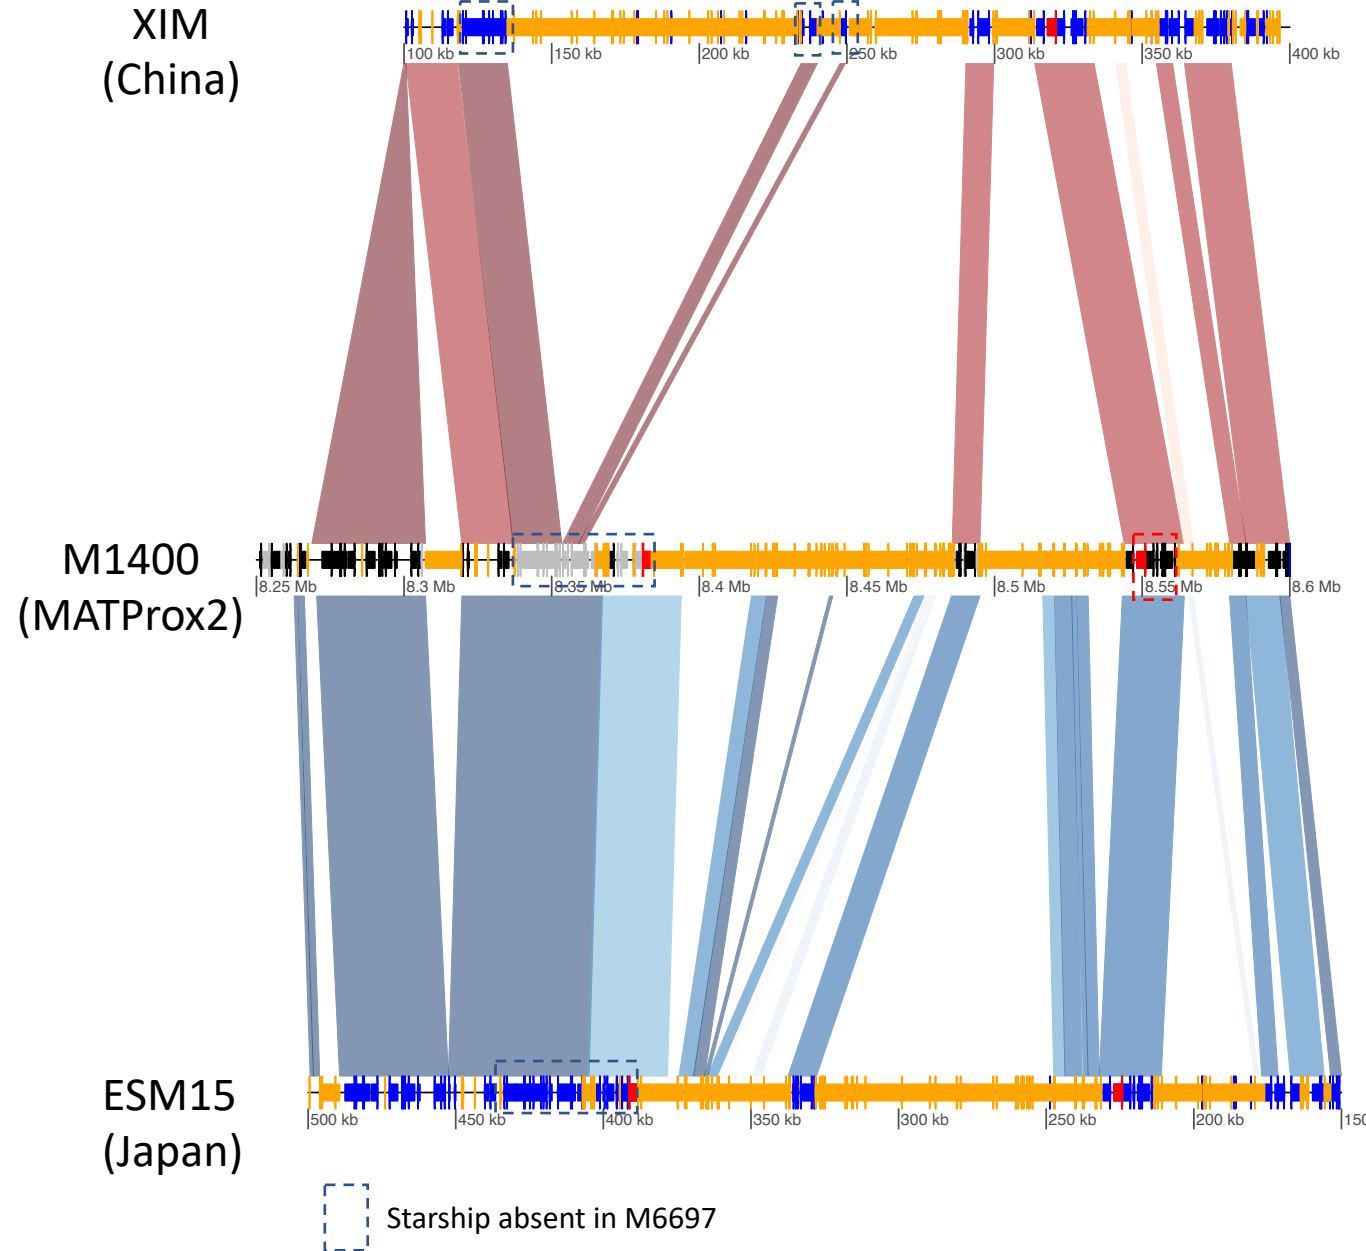 XIM
(China)
100 kb 150 kb 200 kb 250 kb 300 kb 350 kb 400 kb
M1400
(MATProx2)
8.25 Mb 8.3 Mb 8.35 Mb 8.4 Mb 8.45 Mb 8.5 Mb 8.55 Mb 8.6 Mb
ESM15
(Japan)
500 kb 450 kb 400 kb 350 kb 300 kb 250 kb 200 kb 150
Starship absent in M6697